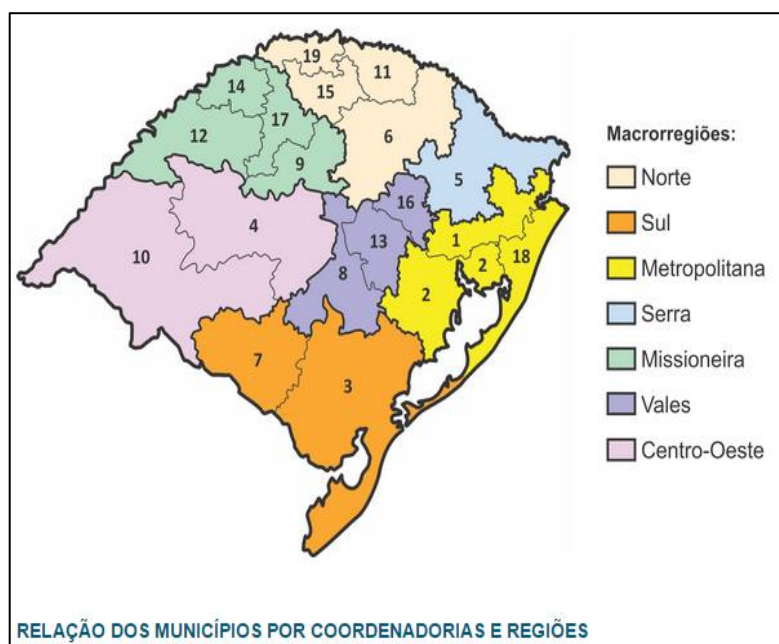 19
11
14
15
17
12
6
9
5
16
4
1
13
10
18
8
2
2
7
3
Macrorregiões:
Norte
Sul
Metropolitana
Serra
Missioneira
Vales
Centro-Oeste
RELAÇÃO DOS MUNICÍPIOS POR COORDENADORIAS E REGIÕES